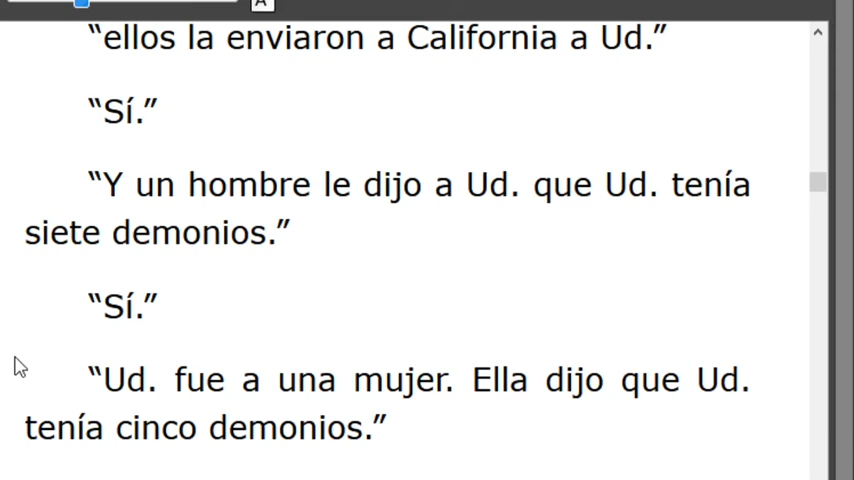 A
“ellos la enviaron a California a Ud.”
“Sí.”
“Y un hombre le dijo a Ud. que Ud. tenía
siete demonios.”
“Sí.”
“Ud. fue a una mujer. Ella dijo que Ud.
tenía cinco demonios.”